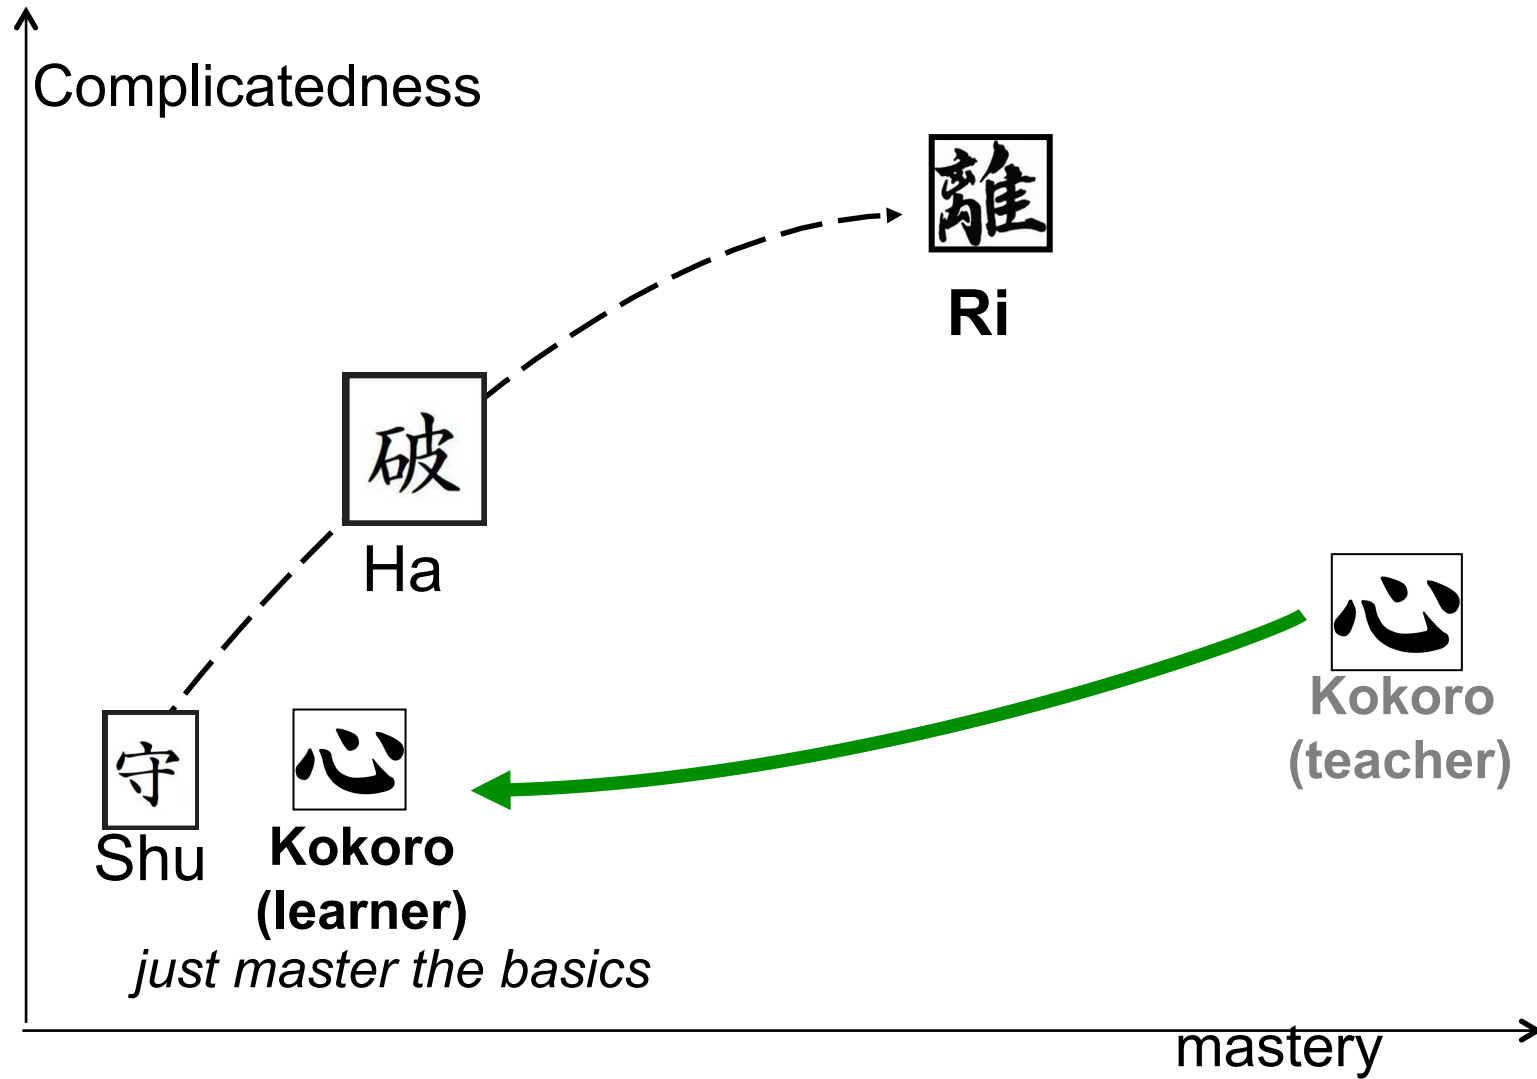 Complicatedness
離
Ri
破
Ha
心
Kokoro
(teacher)
守
Shu
心
Kokoro
(learner)
just master the basics
mastery